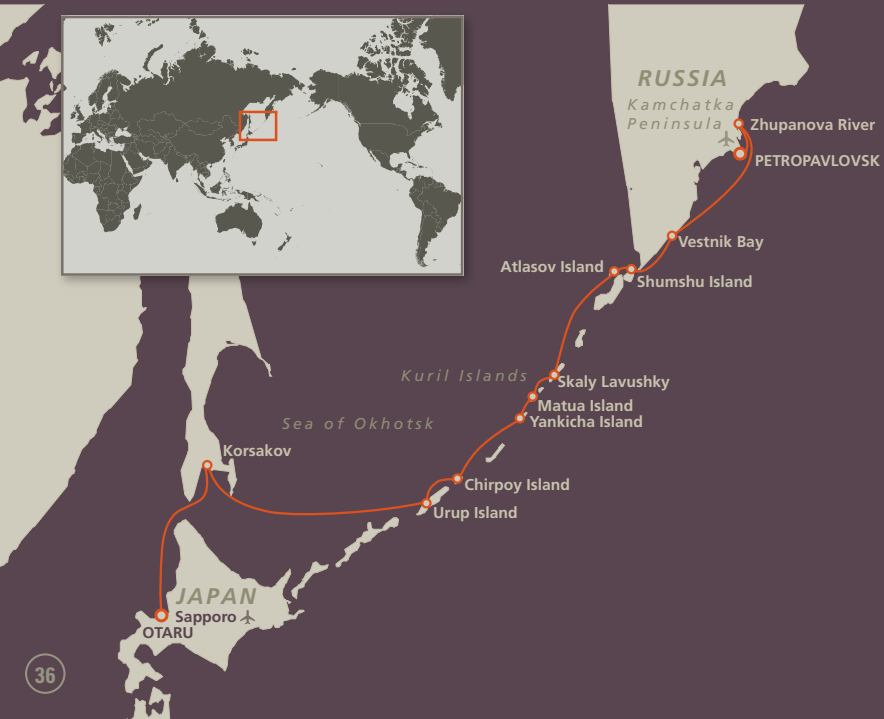 RUSSIA
Kamchatka
Peninsula
Zhupanova River
PETROPAVLOVSK
Vestnik Bay
Atlasov Island
Shumshu Island
Kuril Islands
Skaly Lavushky
Matua Island
Yankicha Island
Sea of Okhotsk
Korsakov
Chirpoy Island
Urup Island
JAPAN
Sapporo
OTARU
36